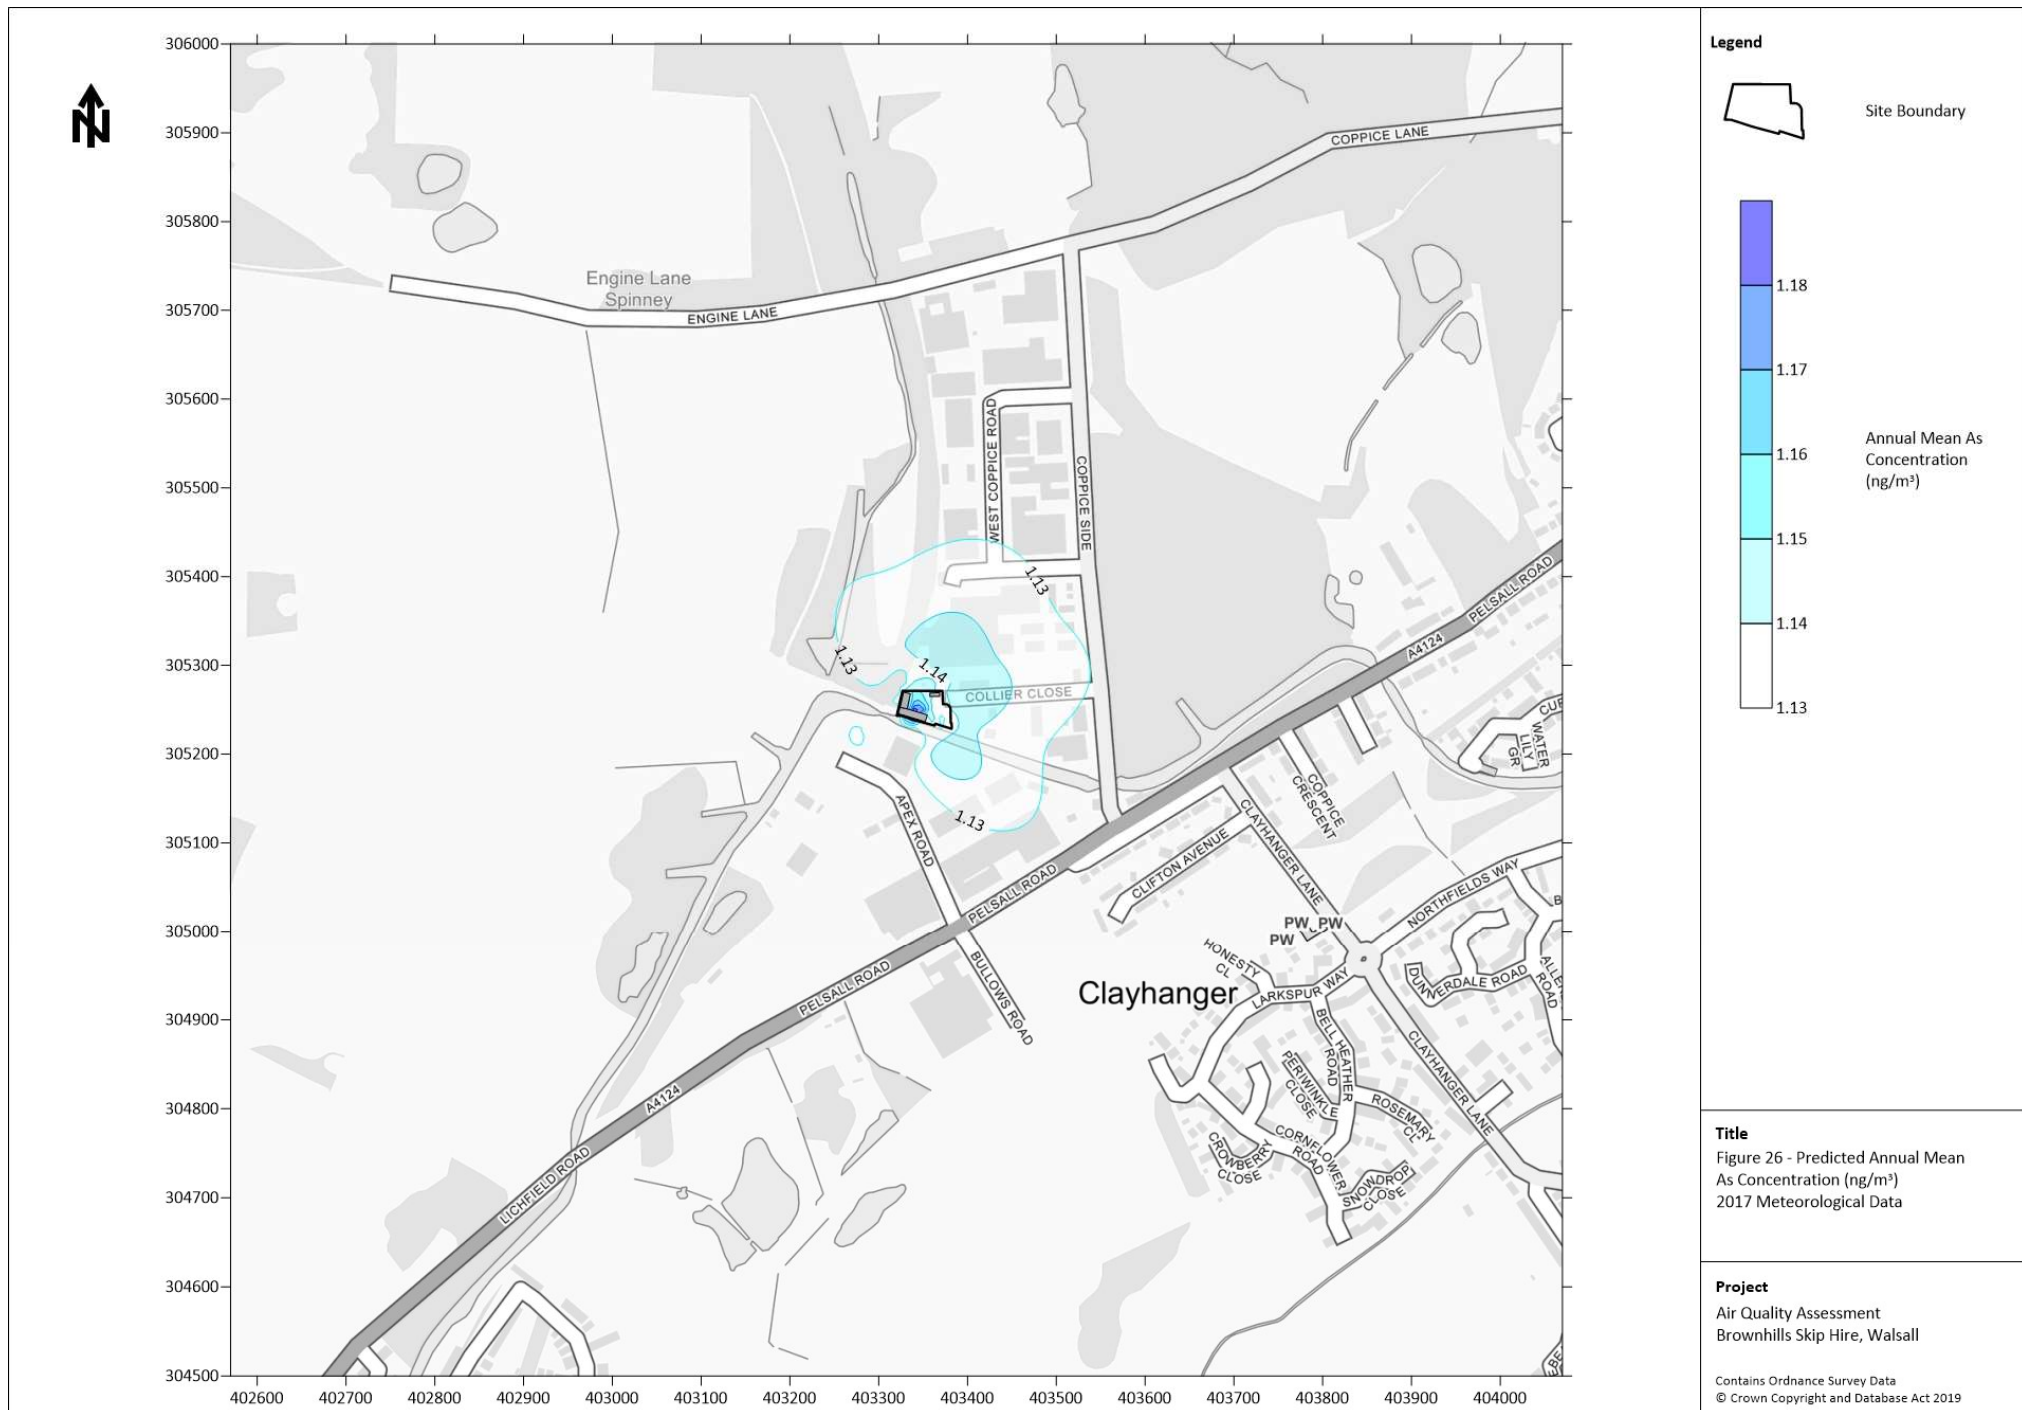 306000
305900
305800
305700
305600
305500
305400
305300
305200
305100
305000
304900
304800
304700
304600
304500
402600
402700
402800
402900
403000
403100
403200
403300
403400
403500
403600
403700
403800
403900
404000
N
COPPICE LANE
Engine Lane
Spinney
ENGINE LANE
WEST COPPICE ROAD
COPPICE SIDE
1.13
1.13
1.14
COLLIER CLOSE
1.13
APEX ROAD
PELSALL ROAD
A4124
PELSALL ROAD
CLIFTON AVENUE
CLAYHANGER LANE
COPPICE
CRESCENT
WATER
LILY
GR
NORTHFIELDS WAY
PW
PW
PW
HONESTY
CL
LARKSPUR WAY
DUNNERDALE ROAD
ROAD
Clayhanger
BULLOWS ROAD
PELSALL ROAD
BELL HEATHER
ROAD
PERIWINKLE
CLOSE
ROSEMARY
CL
CLAYHANGER LANE
CORNFLOWER
ROAD
CROWBERRY
CLOSE
SNOWDROP
CLOSE
A4124
LICHFIELD ROAD
Legend
Site Boundary
1.18
1.17
1.16
1.15
1.14
1.13
Annual Mean As
Concentration
(ng/m³)
Title
Figure 26 - Predicted Annual Mean
As Concentration (ng/m³)
2017 Meteorological Data
Project
Air Quality Assessment
Brownhills Skip Hire, Walsall
Contains Ordnance Survey Data
© Crown Copyright and Database Act 2019